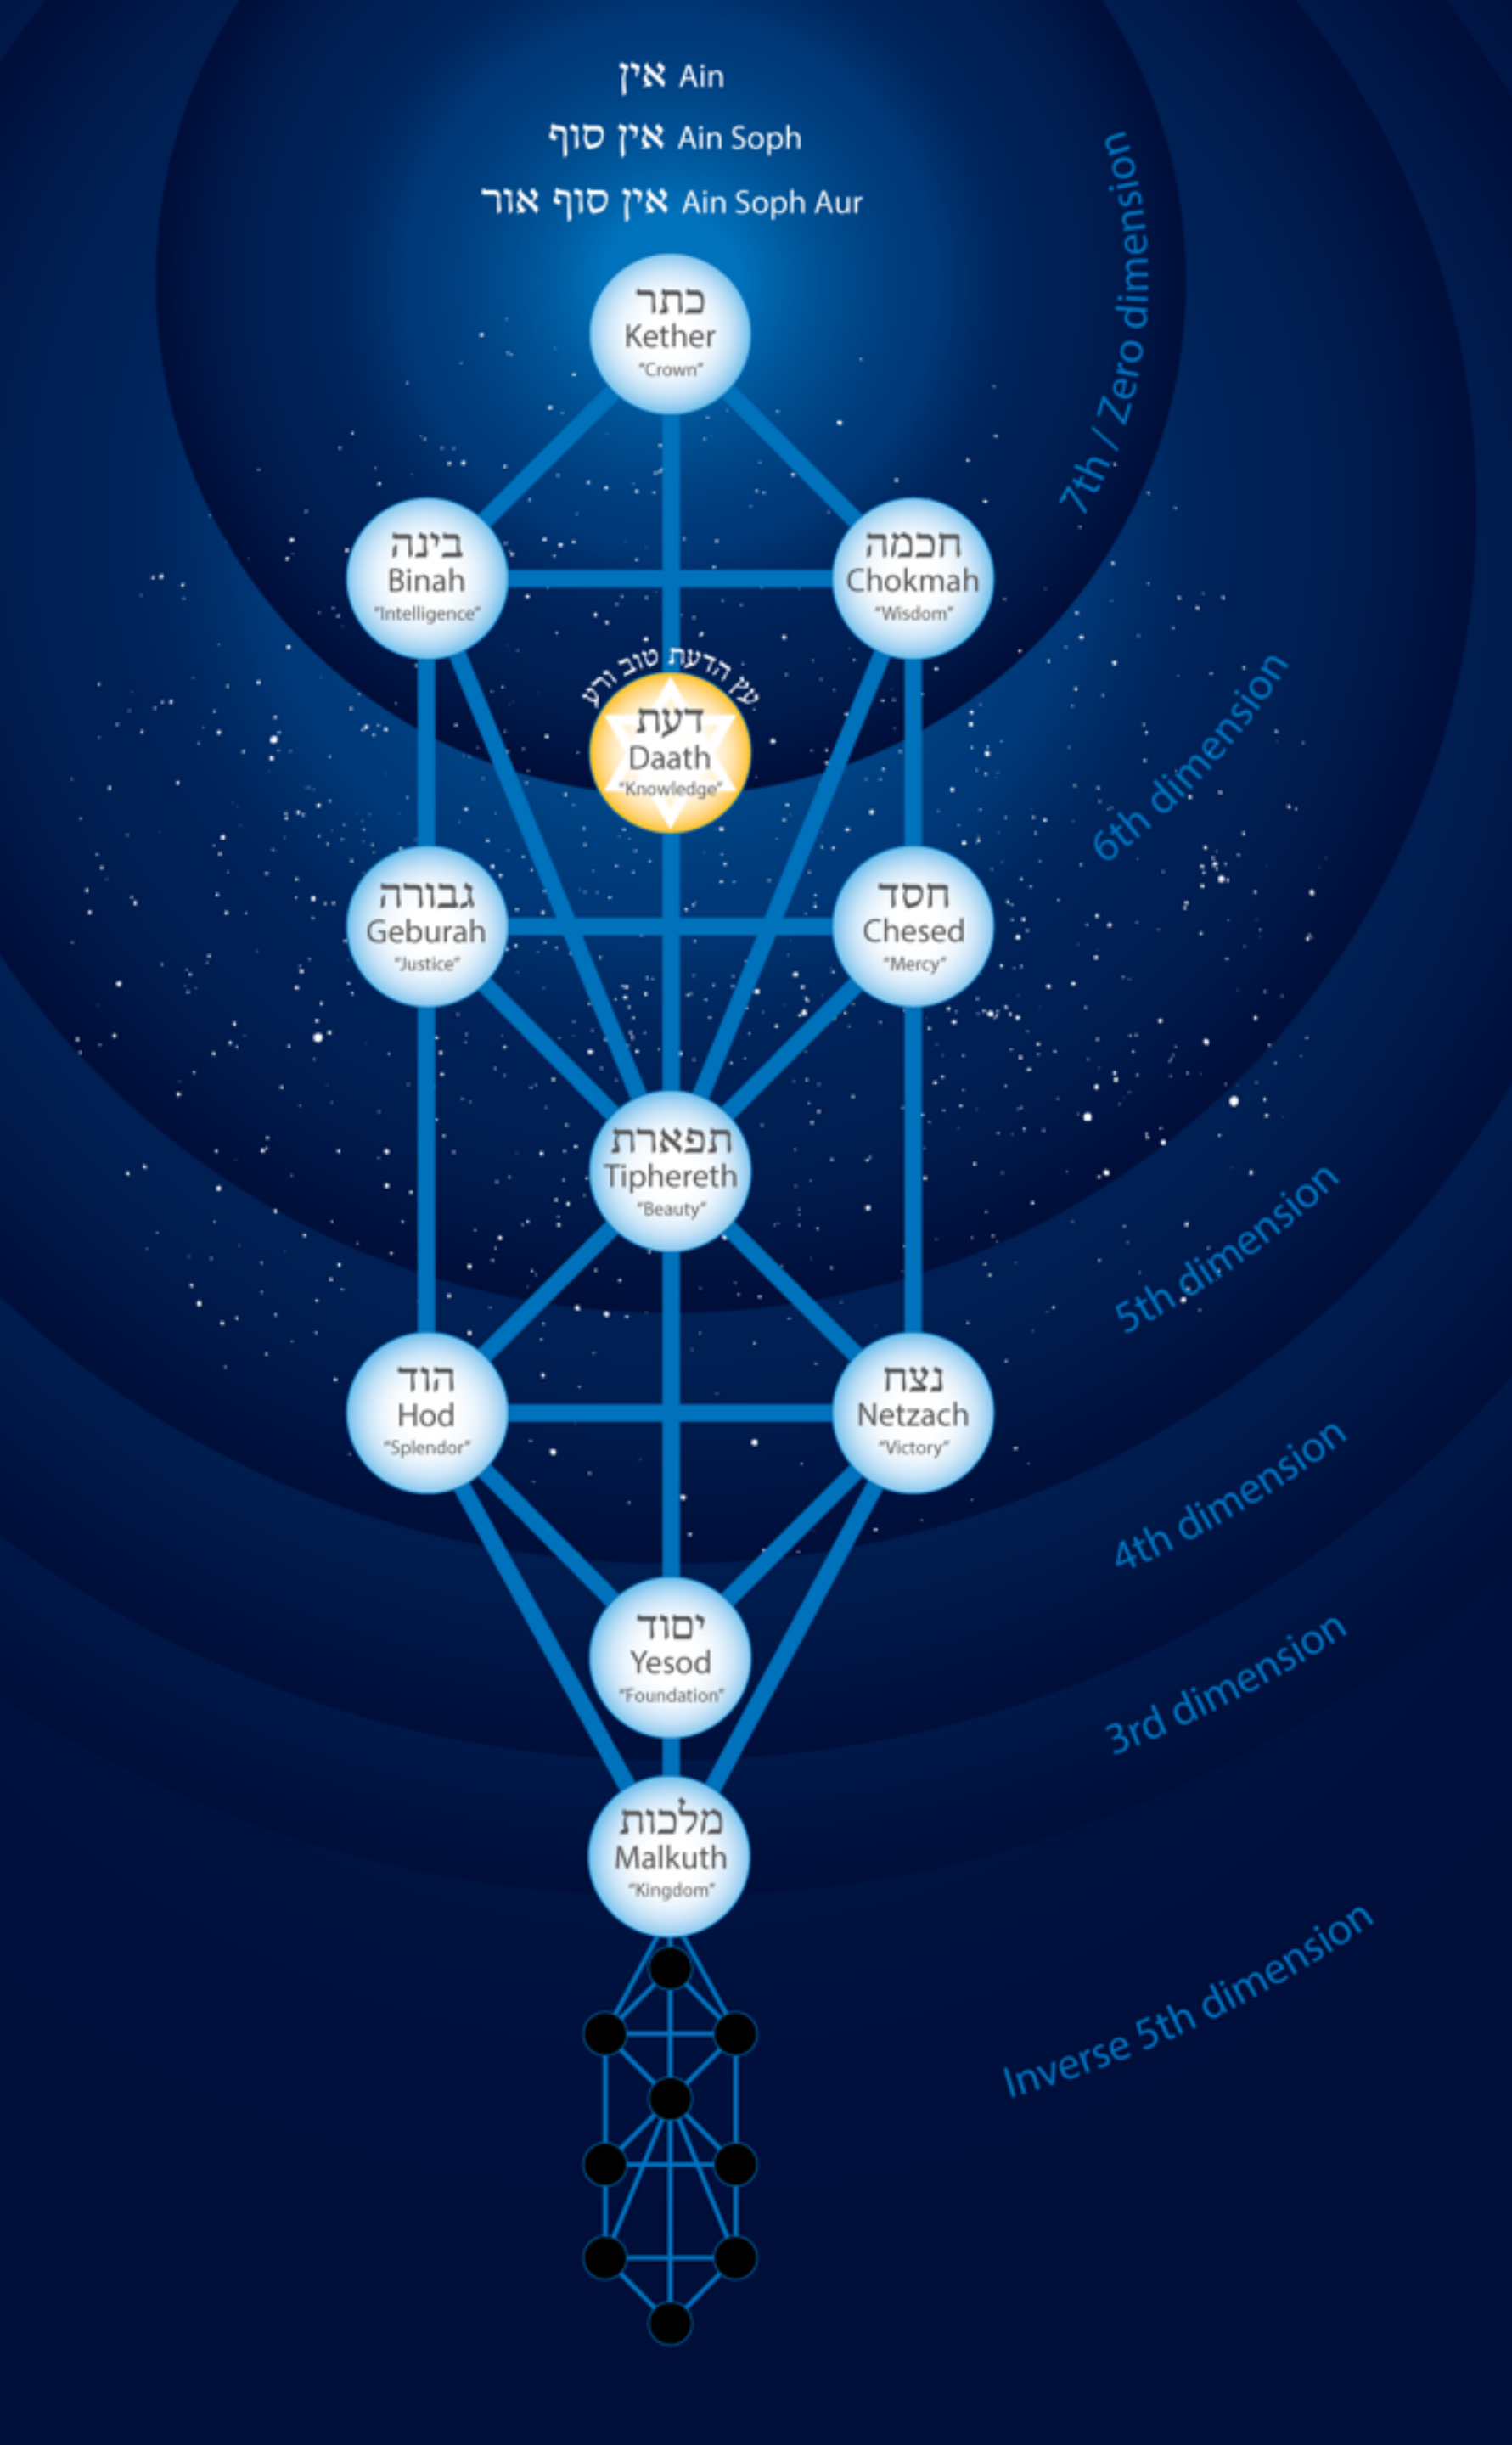 אין Ain
אין סוף Ain Soph
אין סוף אור Ain Soph Aur
7th / Zero dimension
כתר
Kether
“Crown”
בינה
Binah
“Intelligence”
חכמה
Chokmah
“Wisdom”
עץ הדעת טוב ורע
דעת
Daath
“Knowledge”
6th dimension
גבורה
Geburah
“Justice”
חסד
Chesed
“Mercy”
תפארת
Tiphereth
“Beauty”
5th dimension
הוד
Hod
“Splendor”
נצח
Netzach
“Victory”
4th dimension
יסוד
Yesod
“Foundation”
3rd dimension
מלכות
Malkuth
“Kingdom”
Inverse 5th dimension